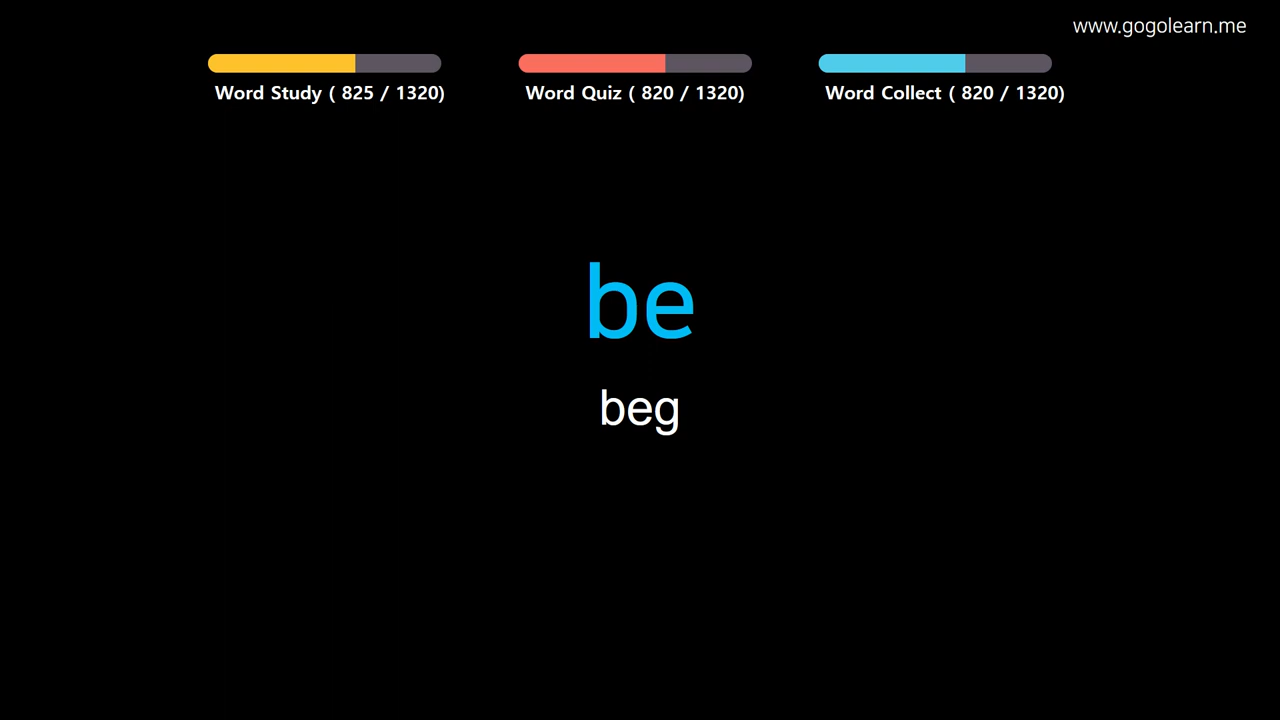 www.gogolearn.me
Word Study ( 825 / 1320)
Word Quiz ( 820 / 1320)
Word Collect ( 820 / 1320)
be
beg